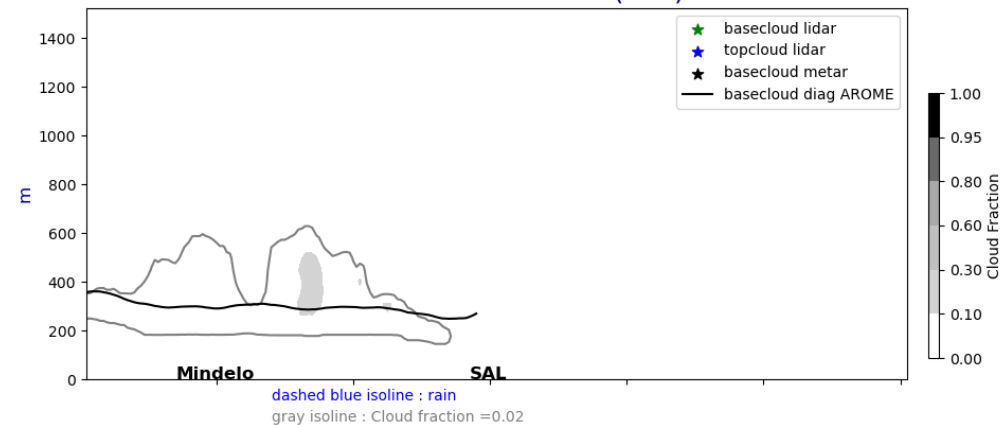 1400
1200
1000
800
600
400
200
0
m
basecloud lidar
topcloud lidar
basecloud metar
basecloud diag AROME
Mindelo
SAL
dashed blue isoline : rain
gray isoline : Cloud fraction =0.02
1.00
0.95
0.80
0.60
0.30
0.10
0.00
Cloud Fraction